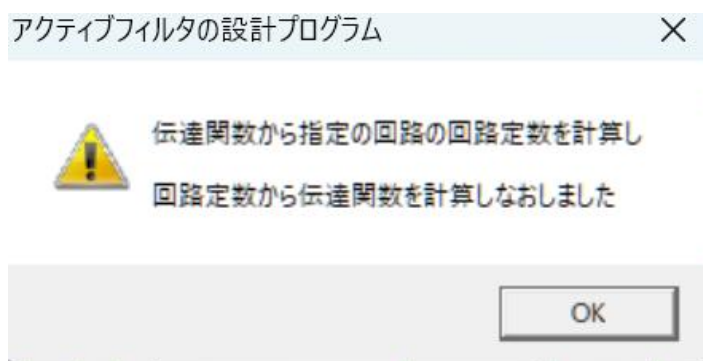 アクティブフィルタの設計プログラム
伝達関数から指定の回路の回路定数を計算し
回路定数から伝達関数を計算しなおしました
OK